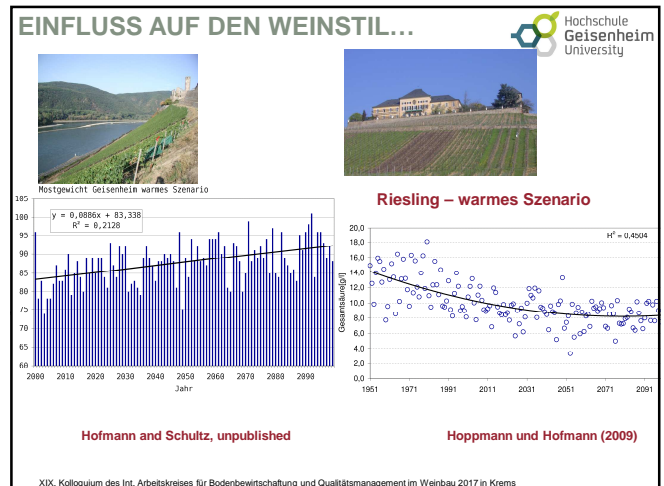 EINFLUSS AUF DEN WEINSTIL…
Hochschule
Geisenheim
University
Mostgewicht Geisenheim warmes Szenario
105
y = 0,0886x + 83,338
R² = 0,2128
100
95
90
85
80
75
70
65
60
2000 2010 2020 2030 2040 2050 2060 2070 2080 2090
Jahr
Riesling – warmes Szenario
H² = 0,4504
Gesamtsäure[g/l]
20,0
18,0
16,0
14,0
12,0
10,0
8,0
6,0
4,0
2,0
0,0
1951 1971 1991 2011 2031 2051 2071 2091
Hofmann and Schultz, unpublished
Hoppmann und Hofmann (2009)
XIX. Kolloquium des Int. Arbeitskreises für Bodenbewirtschaftung und Qualitätsmanagement im Weinbau 2017 in Krems